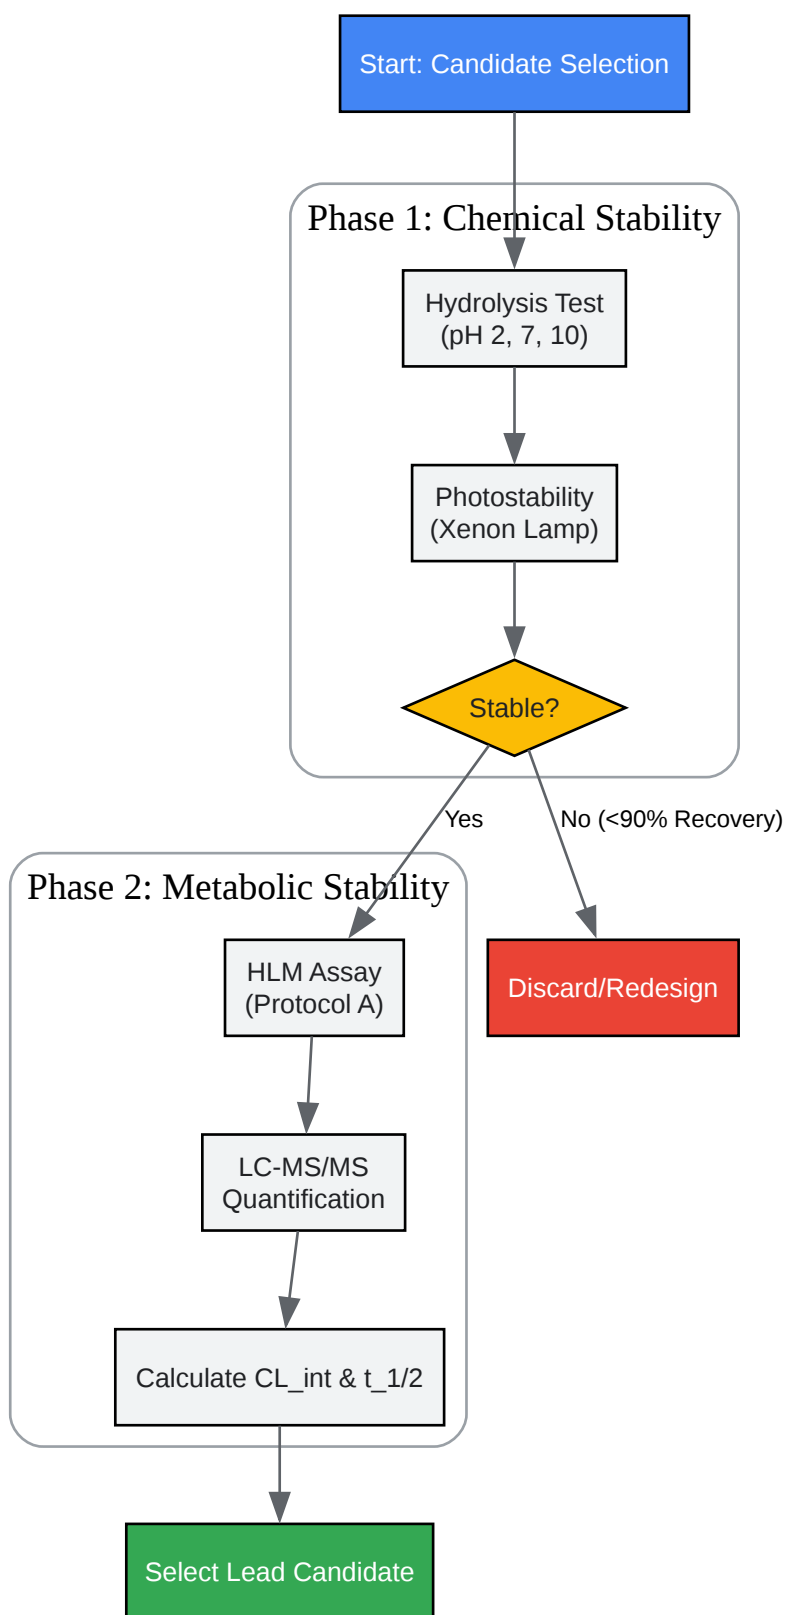 Start: Candidate Selection
Phase 1: Chemical Stability
Hydrolysis Test
(pH 2, 7, 10)
Photostability
(Xenon Lamp)
Stable?
Yes
No (<90% Recovery)
Phase 2: Metabolic Stability
HLM Assay
(Protocol A)
Discard/Redesign
LC-MS/MS
Quantification
Calculate CL_int & t_1/2
Select Lead Candidate